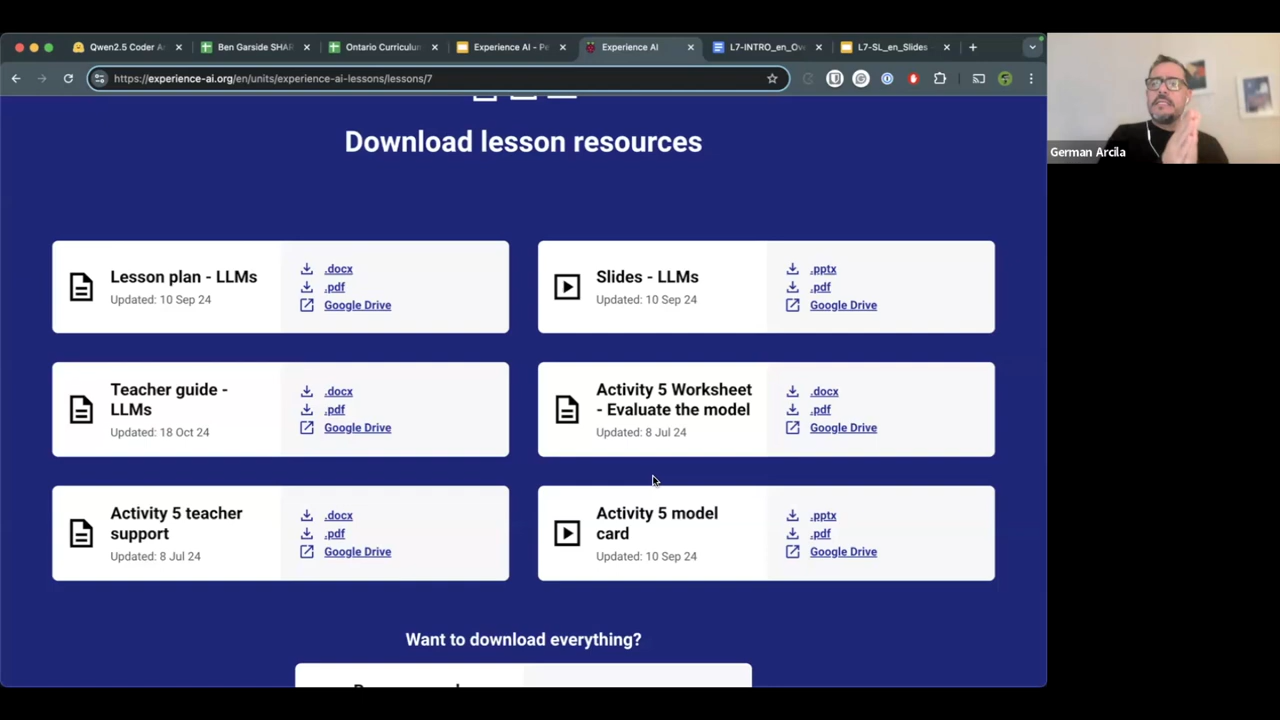 Qwen2.5 Coder A
Ben Garside SHAR
Ontario Curriculum
Experience AI - Pe
Experience AI
L7-INTRO_en_Ov
L7-SL_en_Slides -
https://experience-ai.org/en/units/experience-ai-lessons/lessons/7
German Arcila
Download lesson resources
Lesson plan - LLMs
Updated: 10 Sep 24
.docx
.pdf
Google Drive
Slides - LLMs
Updated: 10 Sep 24
.pptx
.pdf
Google Drive
Teacher guide -
LLMs
Updated: 18 Oct 24
.docx
.pdf
Google Drive
Activity 5 Worksheet
- Evaluate the model
Updated: 8 Jul 24
.docx
.pdf
Google Drive
Activity 5 teacher
support
Updated: 8 Jul 24
.docx
.pdf
Google Drive
Activity 5 model
card
Updated: 10 Sep 24
.pptx
.pdf
Google Drive
Want to download everything?